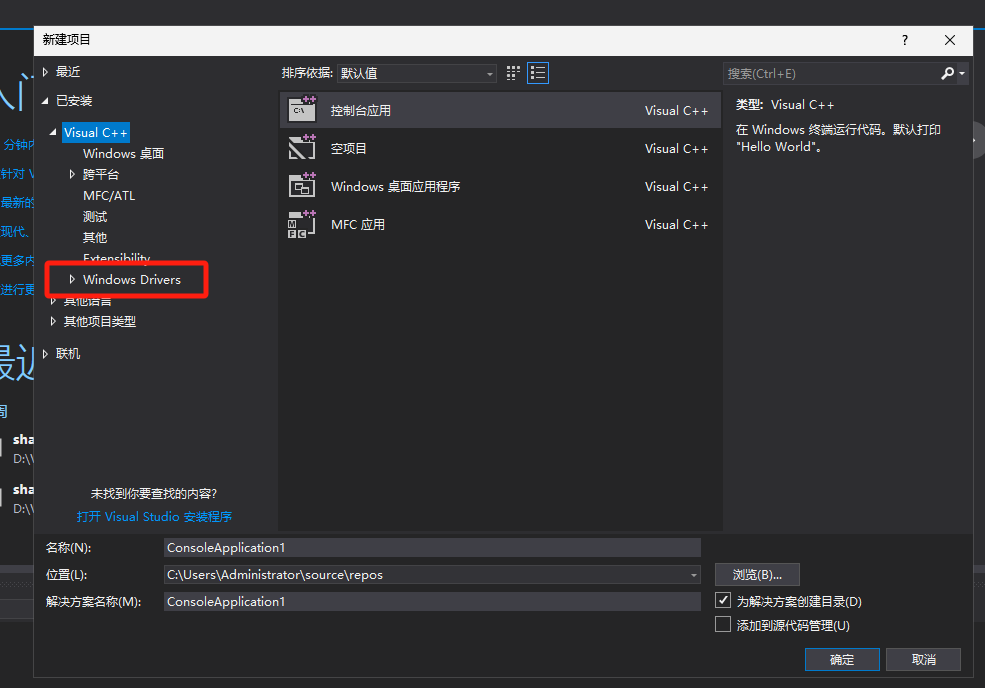 新建项目
?
最近
已安装
Visual C++
Windows 桌面
跨平台
MFC/ATL
测试
其他
Extensibility
Windows Drivers
其他语言
其他项目类型
联机
未找到你要查找的内容?
打开 Visual Studio 安装程序
排序依据: 默认值
控制台应用 Visual C++
空项目 Visual C++
Windows 桌面应用程序 Visual C++
MFC 应用 Visual C++
搜索(Ctrl+E)
类型: Visual C++
在 Windows 终端运行代码。默认打印
"Hello World"。
名称(N): ConsoleApplication1
位置(L): C:\Users\Administrator\source\repos 浏览(B)...
解决方案名称(M): ConsoleApplication1
为解决方案创建目录(D)
添加到源代码管理(U)
确定 取消
入门
分钟内
针对 V
最新的
现代、
更多内
进行更
最近
周
sha
D:\V
sha
D:\V